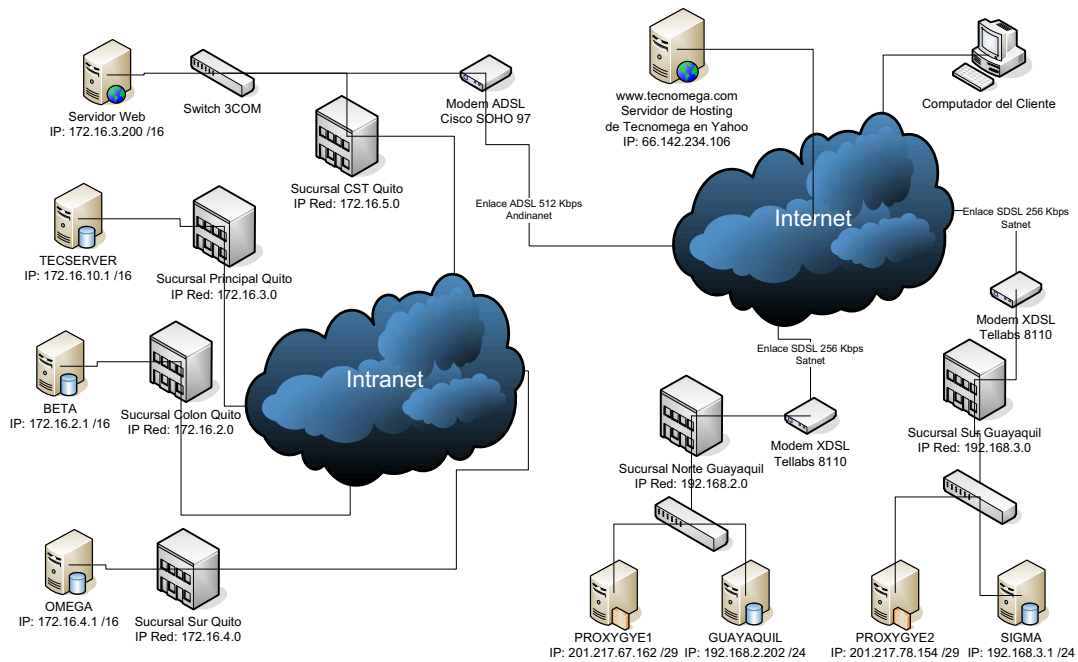 Servidor Web
IP: 172.16.3.200 /16
Switch 3COM
Modem ADSL
Cisco SOHO 97
www.tecnomega.com
Servidor de Hosting
de Tecnomega en Yahoo
IP: 66.142.234.106
Computador del Cliente
Sucursal CST Quito
IP Red: 172.16.5.0
Enlace ADSL 512 Kbps
Andinanet
Internet
Enlace SDSL 256 Kbps
Satnet
TECSERVER
IP: 172.16.10.1 /16
Sucursal Principal Quito
IP Red: 172.16.3.0
Modem XDSL
Tellabs 8110
Enlace SDSL 256 Kbps
Satnet
Intranet
BETA
IP: 172.16.2.1 /16
Sucursal Colon Quito
IP Red: 172.16.2.0
Sucursal Sur Guayaquil
IP Red: 192.168.3.0
Modem XDSL
Tellabs 8110
Sucursal Norte Guayaquil
IP Red: 192.168.2.0
OMEGA
IP: 172.16.4.1 /16
Sucursal Sur Quito
IP Red: 172.16.4.0
PROXYGYE1
IP: 201.217.67.162 /29
GUAYAQUIL
IP: 192.168.2.202 /24
PROXYGYE2
IP: 201.217.78.154 /29
SIGMA
IP: 192.168.3.1 /24